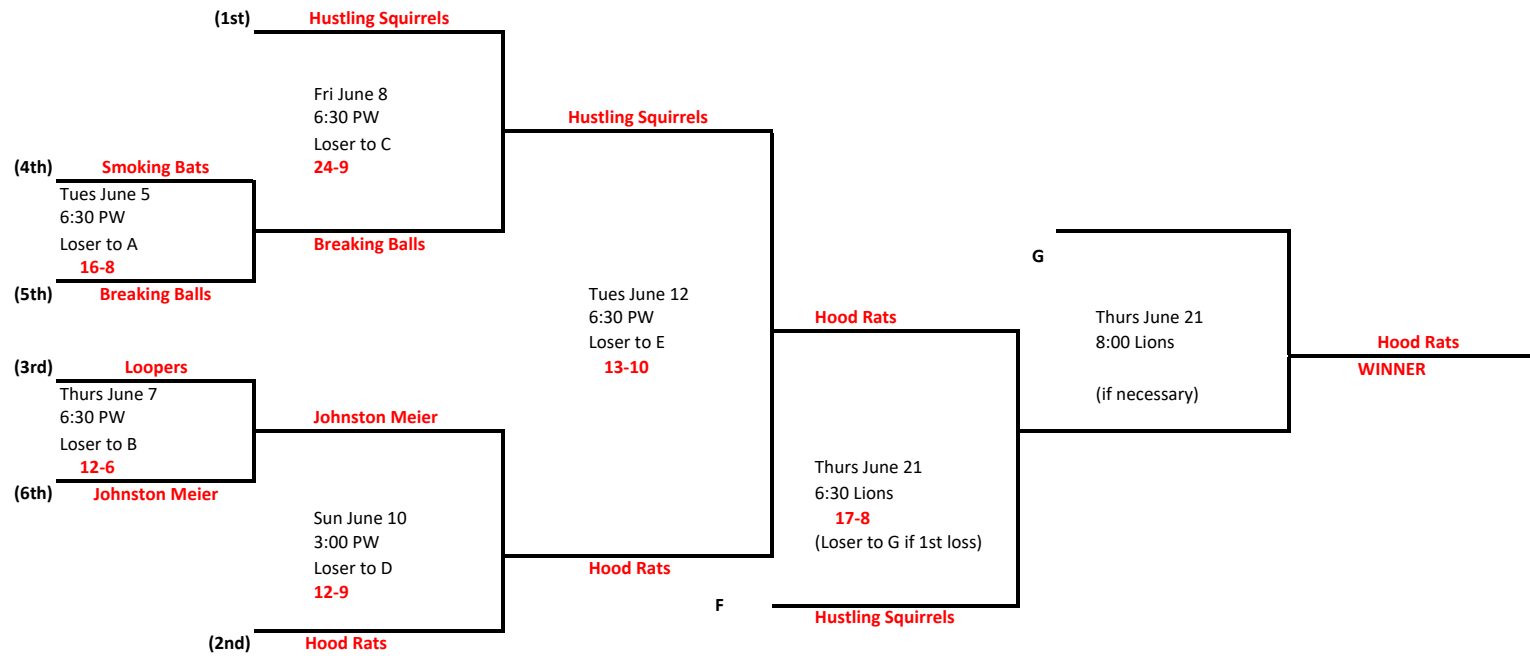 (1st) Hustling Squirrels
Fri June 8
6:30 PW
Loser to C
24-9
Hustling Squirrels
(4th) Smoking Bats
Tues June 5
6:30 PW
Loser to A
16-8
Breaking Balls
(5th) Breaking Balls
G
Tues June 12
6:30 PW
Loser to E
13-10
Hood Rats
Thurs June 21
8:00 Lions
(if necessary)
Hood Rats
WINNER
(3rd) Loopers
Thurs June 7
6:30 PW
Loser to B
12-6
Johnston Meier
(6th) Johnston Meier
Thurs June 21
6:30 Lions
17-8
(Loser to G if 1st loss)
Sun June 10
3:00 PW
Loser to D
12-9
Hood Rats
F
Hustling Squirrels
(2nd) Hood Rats